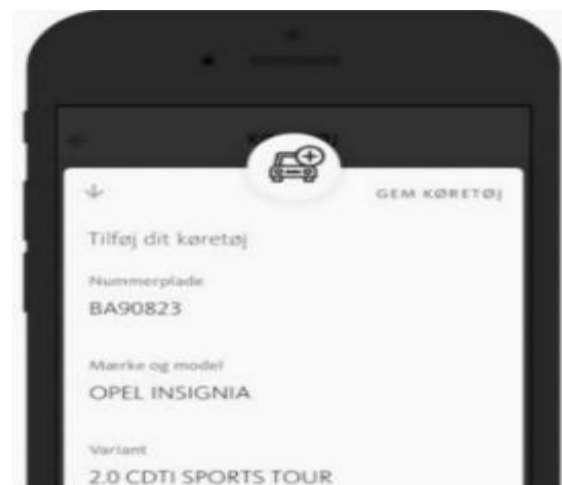 GEM KØRETØJ
Tilføj dit køretøj
Nummerplade
BA90823
Mærke og model
OPEL INSIGNIA
Variant
2.0 CDTI SPORTS TOUR